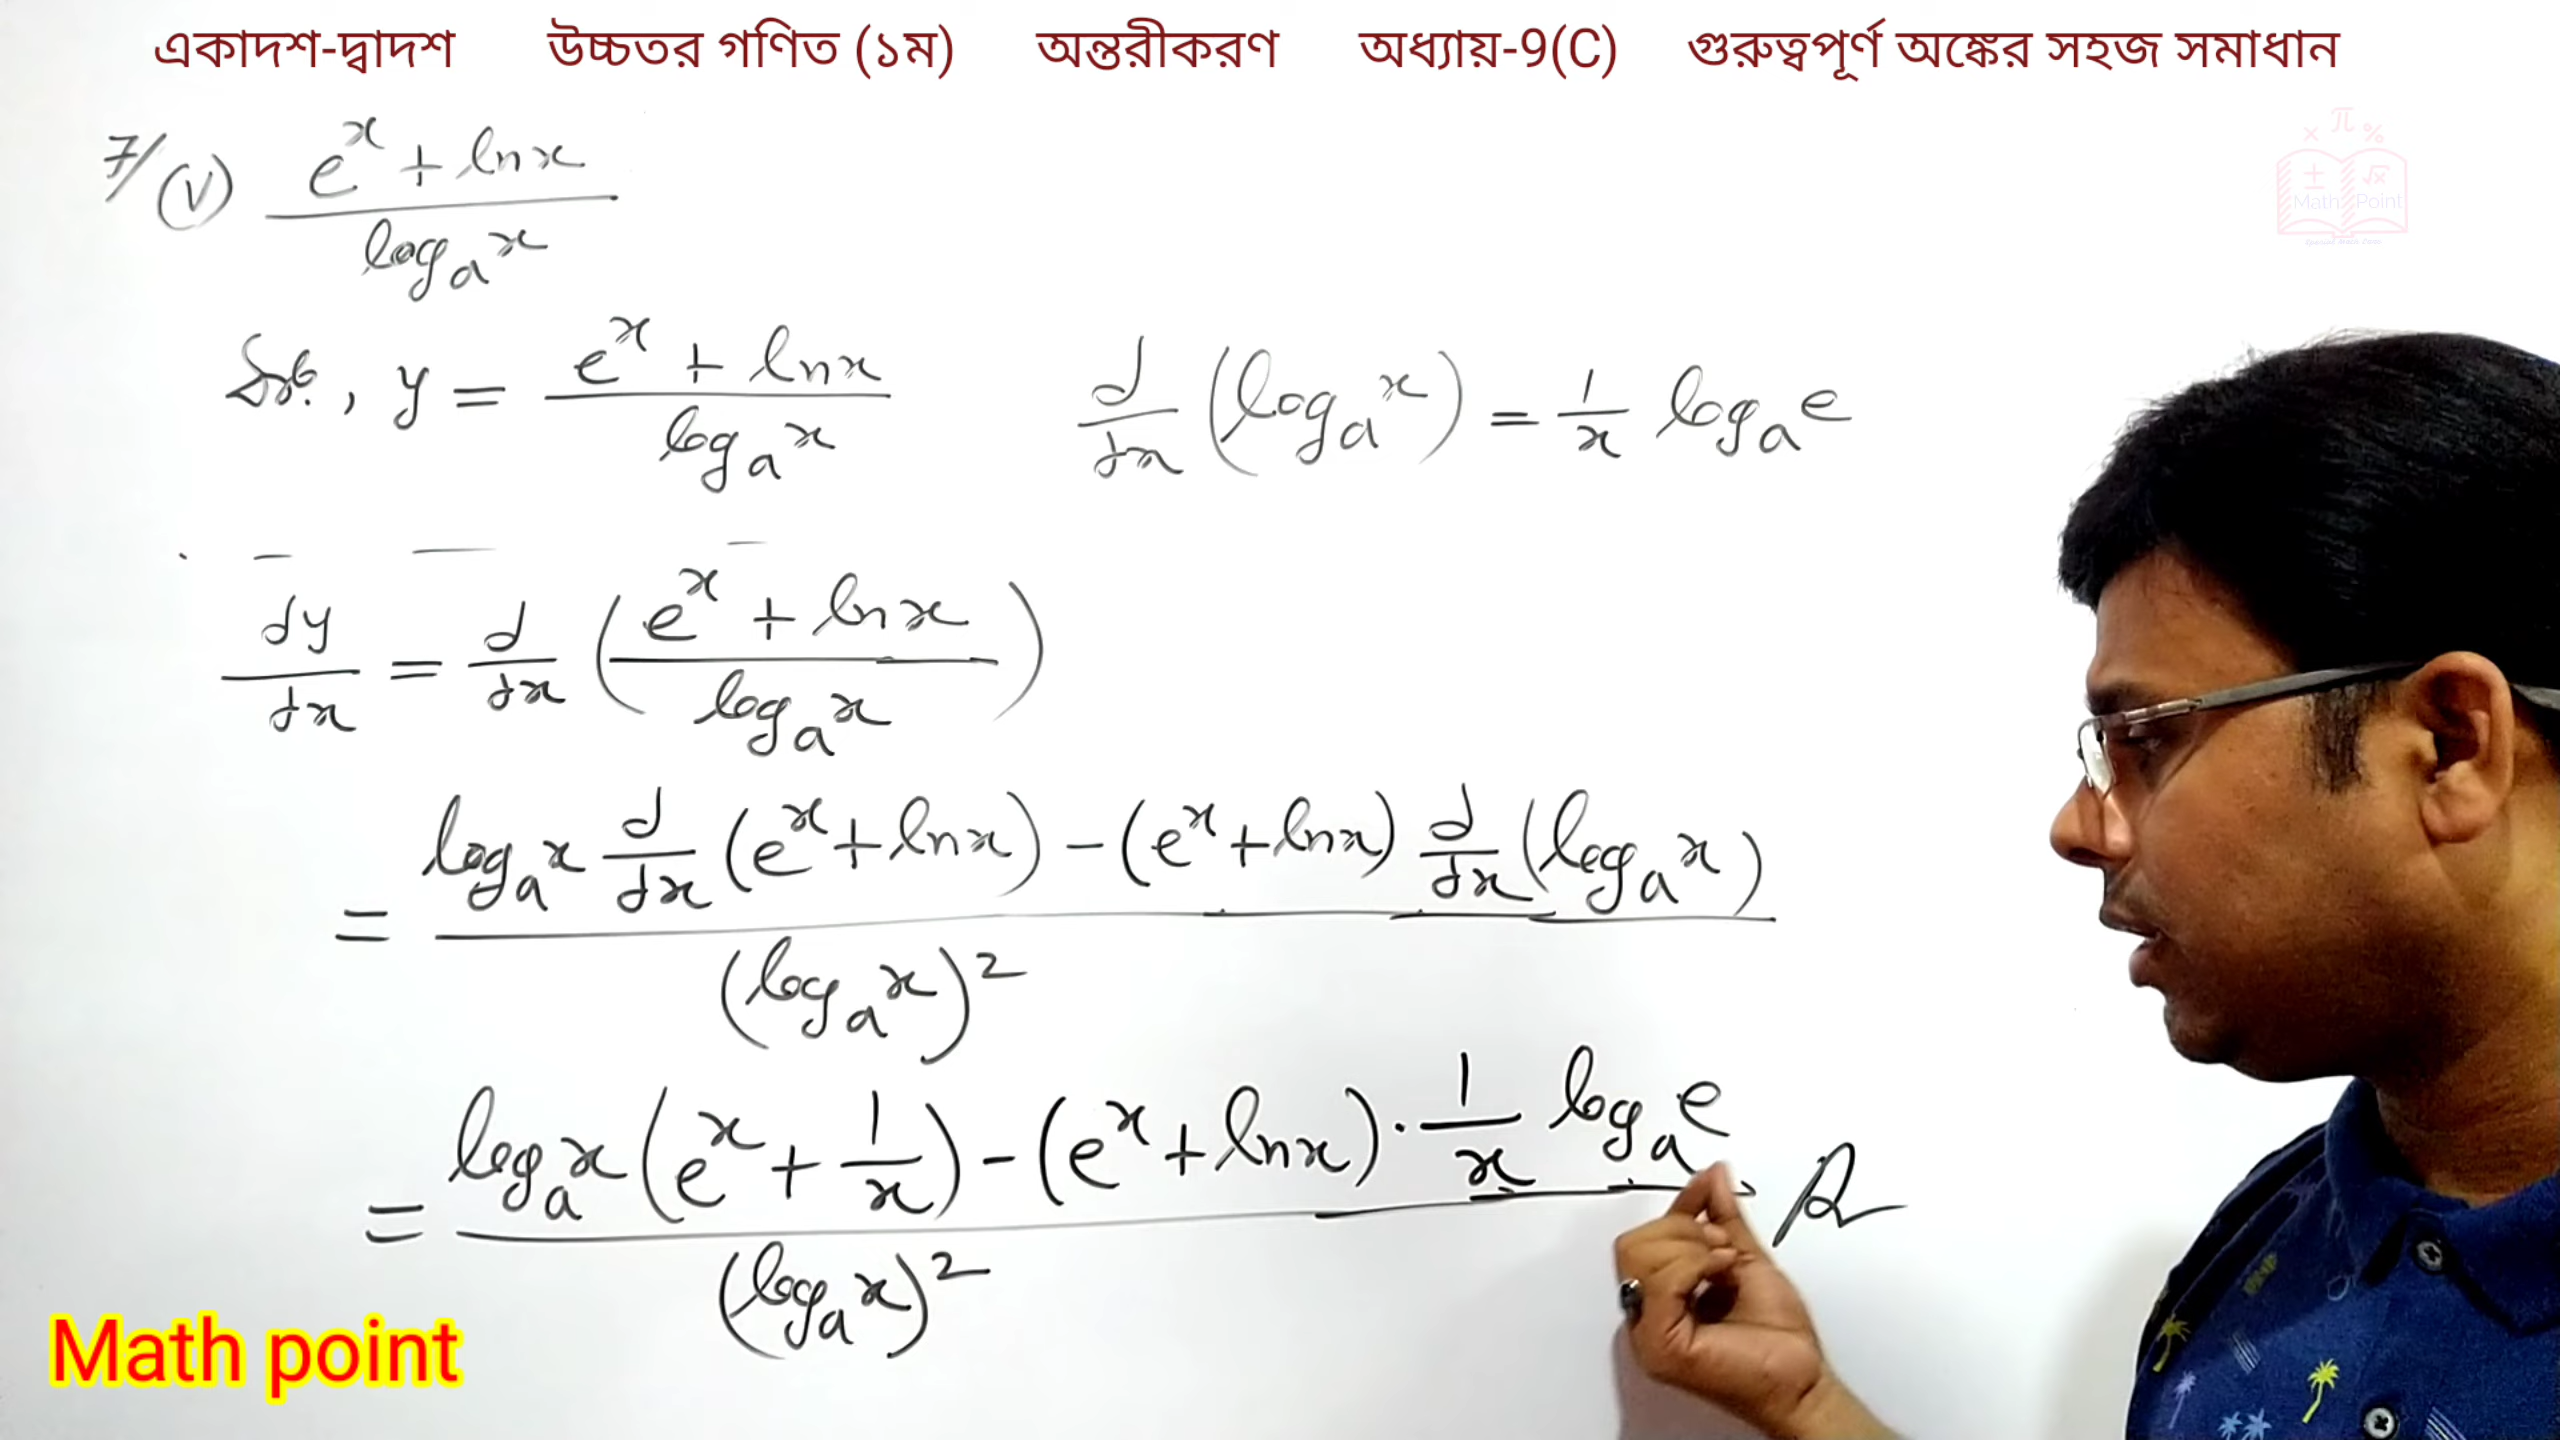 একাদশ-দ্বাদশ উচ্চতর গণিত (১ম) অন্তরীকরণ অধ্যায়-9(C) গুরুত্বপূর্ণ অঙ্কের সহজ সমাধান
7/ (v) (e^x + ln x) / (log_a x)
Math Point
, y = (e^x + ln x) / (log_a x)    d/dx (log_a x) = 1/x log_a e
dy/dx = d/dx ((e^x + ln x) / (log_a x))
= (log_a x d/dx (e^x + ln x) - (e^x + ln x) d/dx (log_a x)) / (log_a x)^2
= (log_a x (e^x + 1/x) - (e^x + ln x) · 1/x log_a e) / (log_a x)^2
Math point